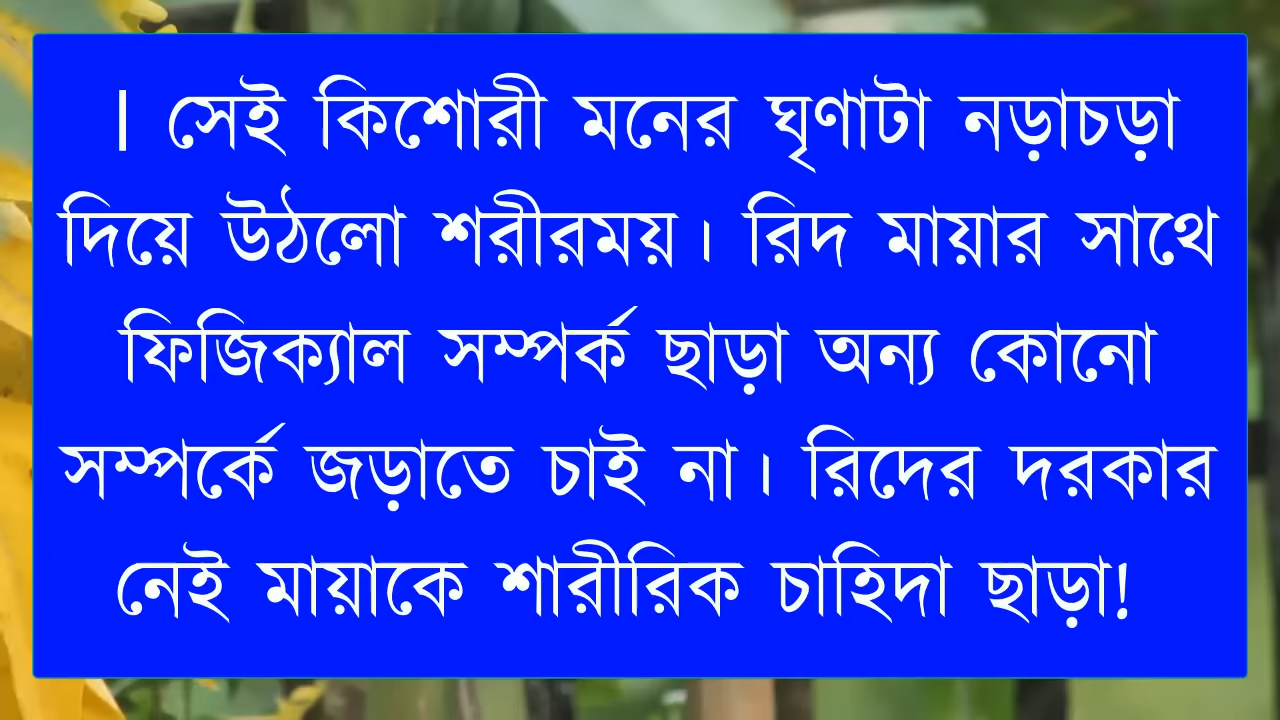 । সেই কিশোরী মনের ঘৃণাটা নড়াচড়া
দিয়ে উঠলো শরীরময়। রিদ মায়ার সাথে
ফিজিক্যাল সম্পর্ক ছাড়া অন্য কোনো
সম্পর্কে জড়াতে চাই না। রিদের দরকার
নেই মায়াকে শারীরিক চাহিদা ছাড়া!